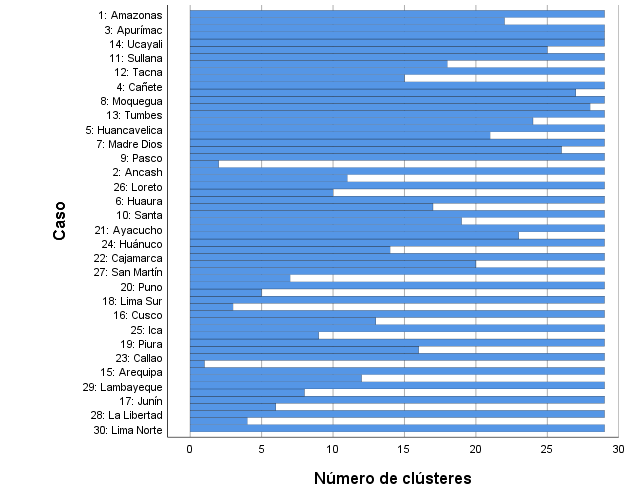 1: Amazonas
3: Apurímac
14: Ucayali
11: Sullana
12: Tacna
4: Cañete
8: Moquegua
13: Tumbes
5: Huancavelica
7: Madre Dios
9: Pasco
2: Ancash
26: Loreto
6: Huaura
10: Santa
21: Ayacucho
24: Huánuco
22: Cajamarca
27: San Martín
20: Puno
18: Lima Sur
16: Cusco
25: Ica
19: Piura
23: Callao
15: Arequipa
29: Lambayeque
17: Junín
28: La Libertad
30: Lima Norte
Caso
0 5 10 15 20 25 30
Número de clústeres